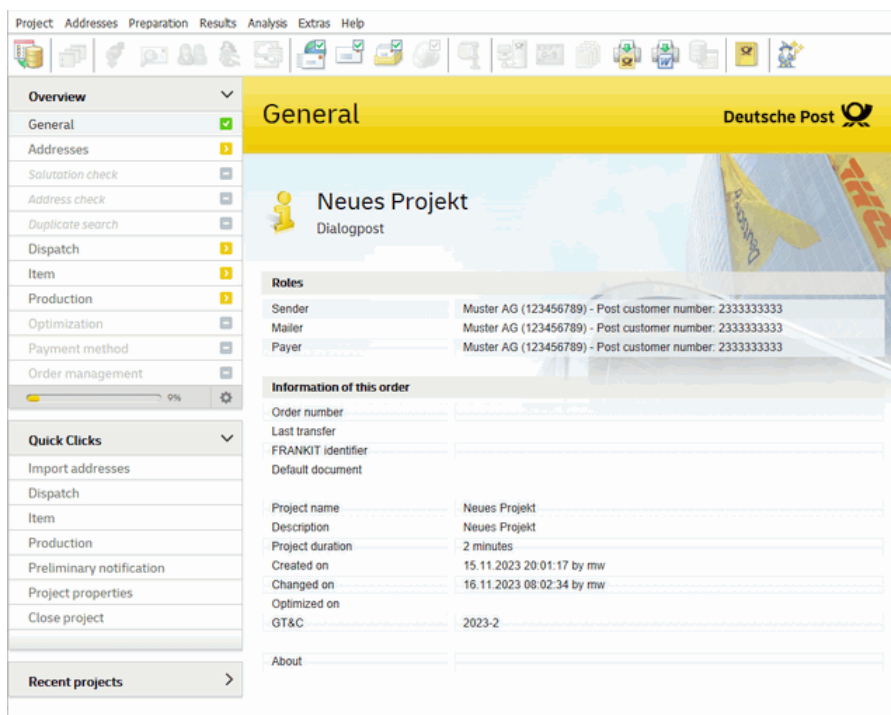 Project Addresses Preparation Results Analysis Extras Help
Overview
General
Addresses
Salutation check
Address check
Duplicate search
Dispatch
Item
Production
Optimization
Payment method
Order management
9%
Quick Clicks
Import addresses
Dispatch
Item
Production
Preliminary notification
Project properties
Close project
Recent projects
General
Deutsche Post
Neues Projekt
Dialogpost
DHL
Roles
Sender Muster AG (123456789) - Post customer number: 2333333333
Mailer Muster AG (123456789) - Post customer number: 2333333333
Payer Muster AG (123456789) - Post customer number: 2333333333
Information of this order
Order number
Last transfer
FRANKIT identifier
Default document
Project name Neues Projekt
Description Neues Projekt
Project duration 2 minutes
Created on 15.11.2023 20:01:17 by mw
Changed on 16.11.2023 08:02:34 by mw
Optimized on
GT&C 2023-2
About